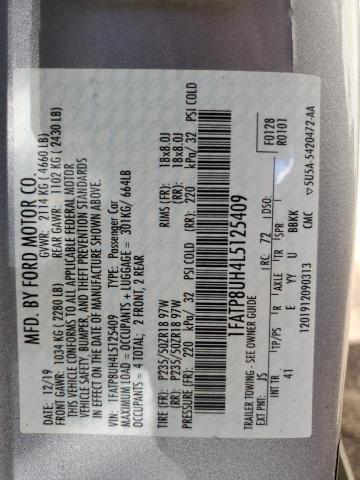 MFD. BY FORD MOTOR CO.
DATE: 12/19 GVWR: 2114 KG ( 4660 LB)
FRONT GAWR: 1034 KG ( 2280 LB) REAR GAWR: 1102 KG ( 2430 LB)
THIS VEHICLE CONFORMS TO ALL APPLICABLE FEDERAL MOTOR
VEHICLE SAFETY, BUMPER, AND THEFT PREVENTION STANDARDS
IN EFFECT ON THE DATE OF MANUFACTURE SHOWN ABOVE.
VIN: 1FATP8UH4L5125409 TYPE: Passenger Car
MAXIMUM LOAD = OCCUPANTS + LUGGAGE = 301KG/ 664LB
OCCUPANTS = 4 TOTAL: 2 FRONT, 2 REAR
TIRE (FR): P235/50ZR18 97W RIMS (FR): 18x8.0J
TIRE (RR): P235/50ZR18 97W (RR): 18x8.0J
PRESSURE (FR): 220 kPa/ 32 PSI COLD (RR): 220 kPa/ 32 PSI COLD
1FATP8UH4L5125409
F0128
R0101
TRAILER TOWING - SEE OWNER GUIDE
EXT PNT: JS RC: 72 DSO:
INT TR TP/PS R AXLE TR SPR
41 E YY U BBKK
1201912090313 CMC ▽5U5A-5420472-AA